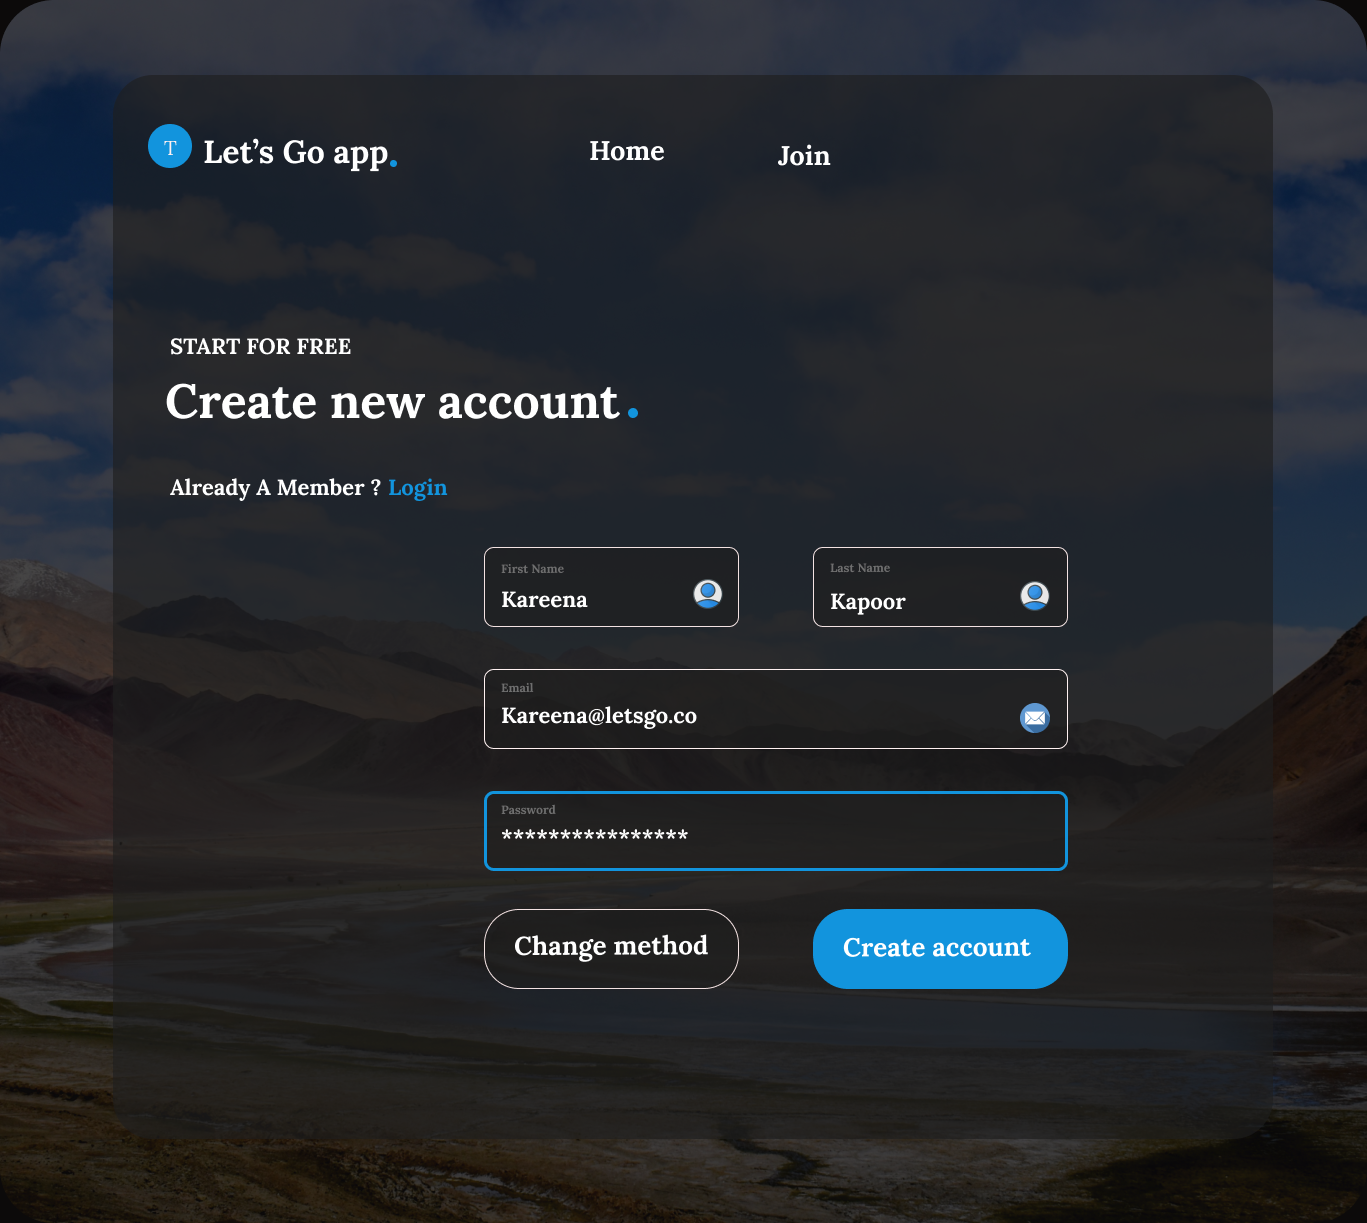 T Let’s Go app. Home Join
START FOR FREE
Create new account.
Already A Member ? Login
First Name Last Name
Kareena Kapoor
Email
Kareena@letsgo.co
Password
****************
Change method Create account